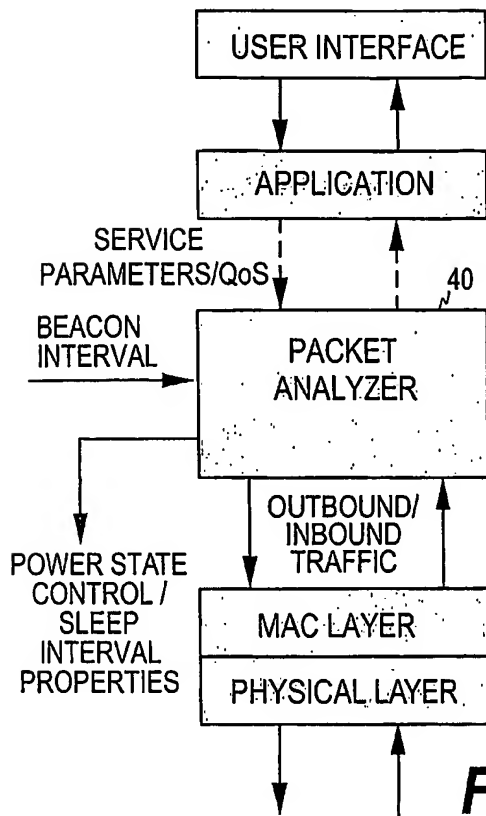 USER INTERFACE
APPLICATION
SERVICE
PARAMETERS/QoS
40
BEACON
INTERVAL
PACKET
ANALYZER
OUTBOUND/
INBOUND
TRAFFIC
POWER STATE
CONTROL /
SLEEP
INTERVAL
PROPERTIES
MAC LAYER
PHYSICAL LAYER
F